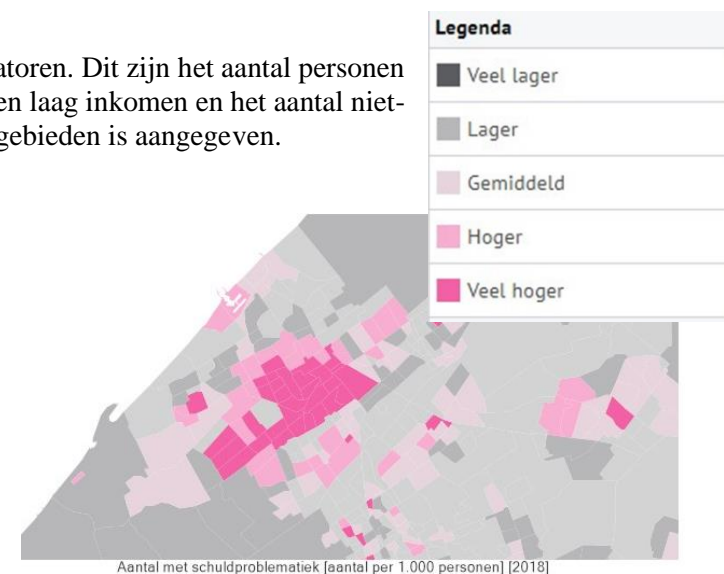 atoren. Dit zijn het aantal personen
en laag inkomen en het aantal niet-
gebieden is aangegeven.
Legenda
Veel lager
Lager
Gemiddeld
Hoger
Veel hoger
Aantal met schuldproblematiek [aantal per 1.000 personen] [2018]